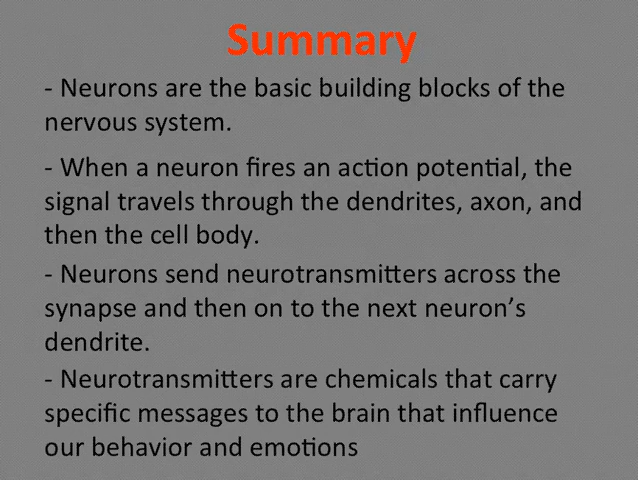 Summary
- Neurons are the basic building blocks of the
nervous system.
- When a neuron fires an action potential, the
signal travels through the dendrites, axon, and
then the cell body.
- Neurons send neurotransmitters across the
synapse and then on to the next neuron’s
dendrite.
- Neurotransmitters are chemicals that carry
specific messages to the brain that influence
our behavior and emotions